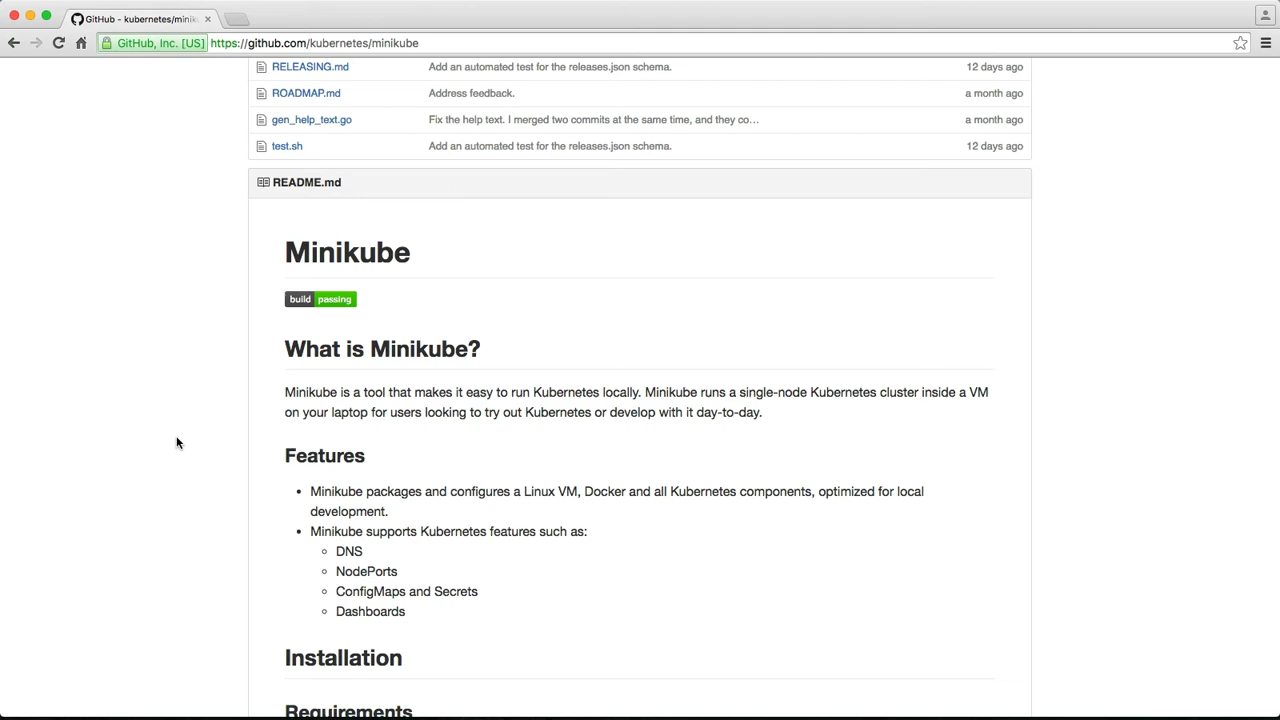 GitHub - kubernetes/minik
GitHub, Inc. [US] https://github.com/kubernetes/minikube
RELEASING.md Add an automated test for the releases.json schema. 12 days ago
ROADMAP.md Address feedback. a month ago
gen_help_text.go Fix the help text. I merged two commits at the same time, and they co… a month ago
test.sh Add an automated test for the releases.json schema. 12 days ago
README.md
Minikube
build passing
What is Minikube?
Minikube is a tool that makes it easy to run Kubernetes locally. Minikube runs a single-node Kubernetes cluster inside a VM
on your laptop for users looking to try out Kubernetes or develop with it day-to-day.
Features
• Minikube packages and configures a Linux VM, Docker and all Kubernetes components, optimized for local
development.
• Minikube supports Kubernetes features such as:
◦ DNS
◦ NodePorts
◦ ConfigMaps and Secrets
◦ Dashboards
Installation
Requirements